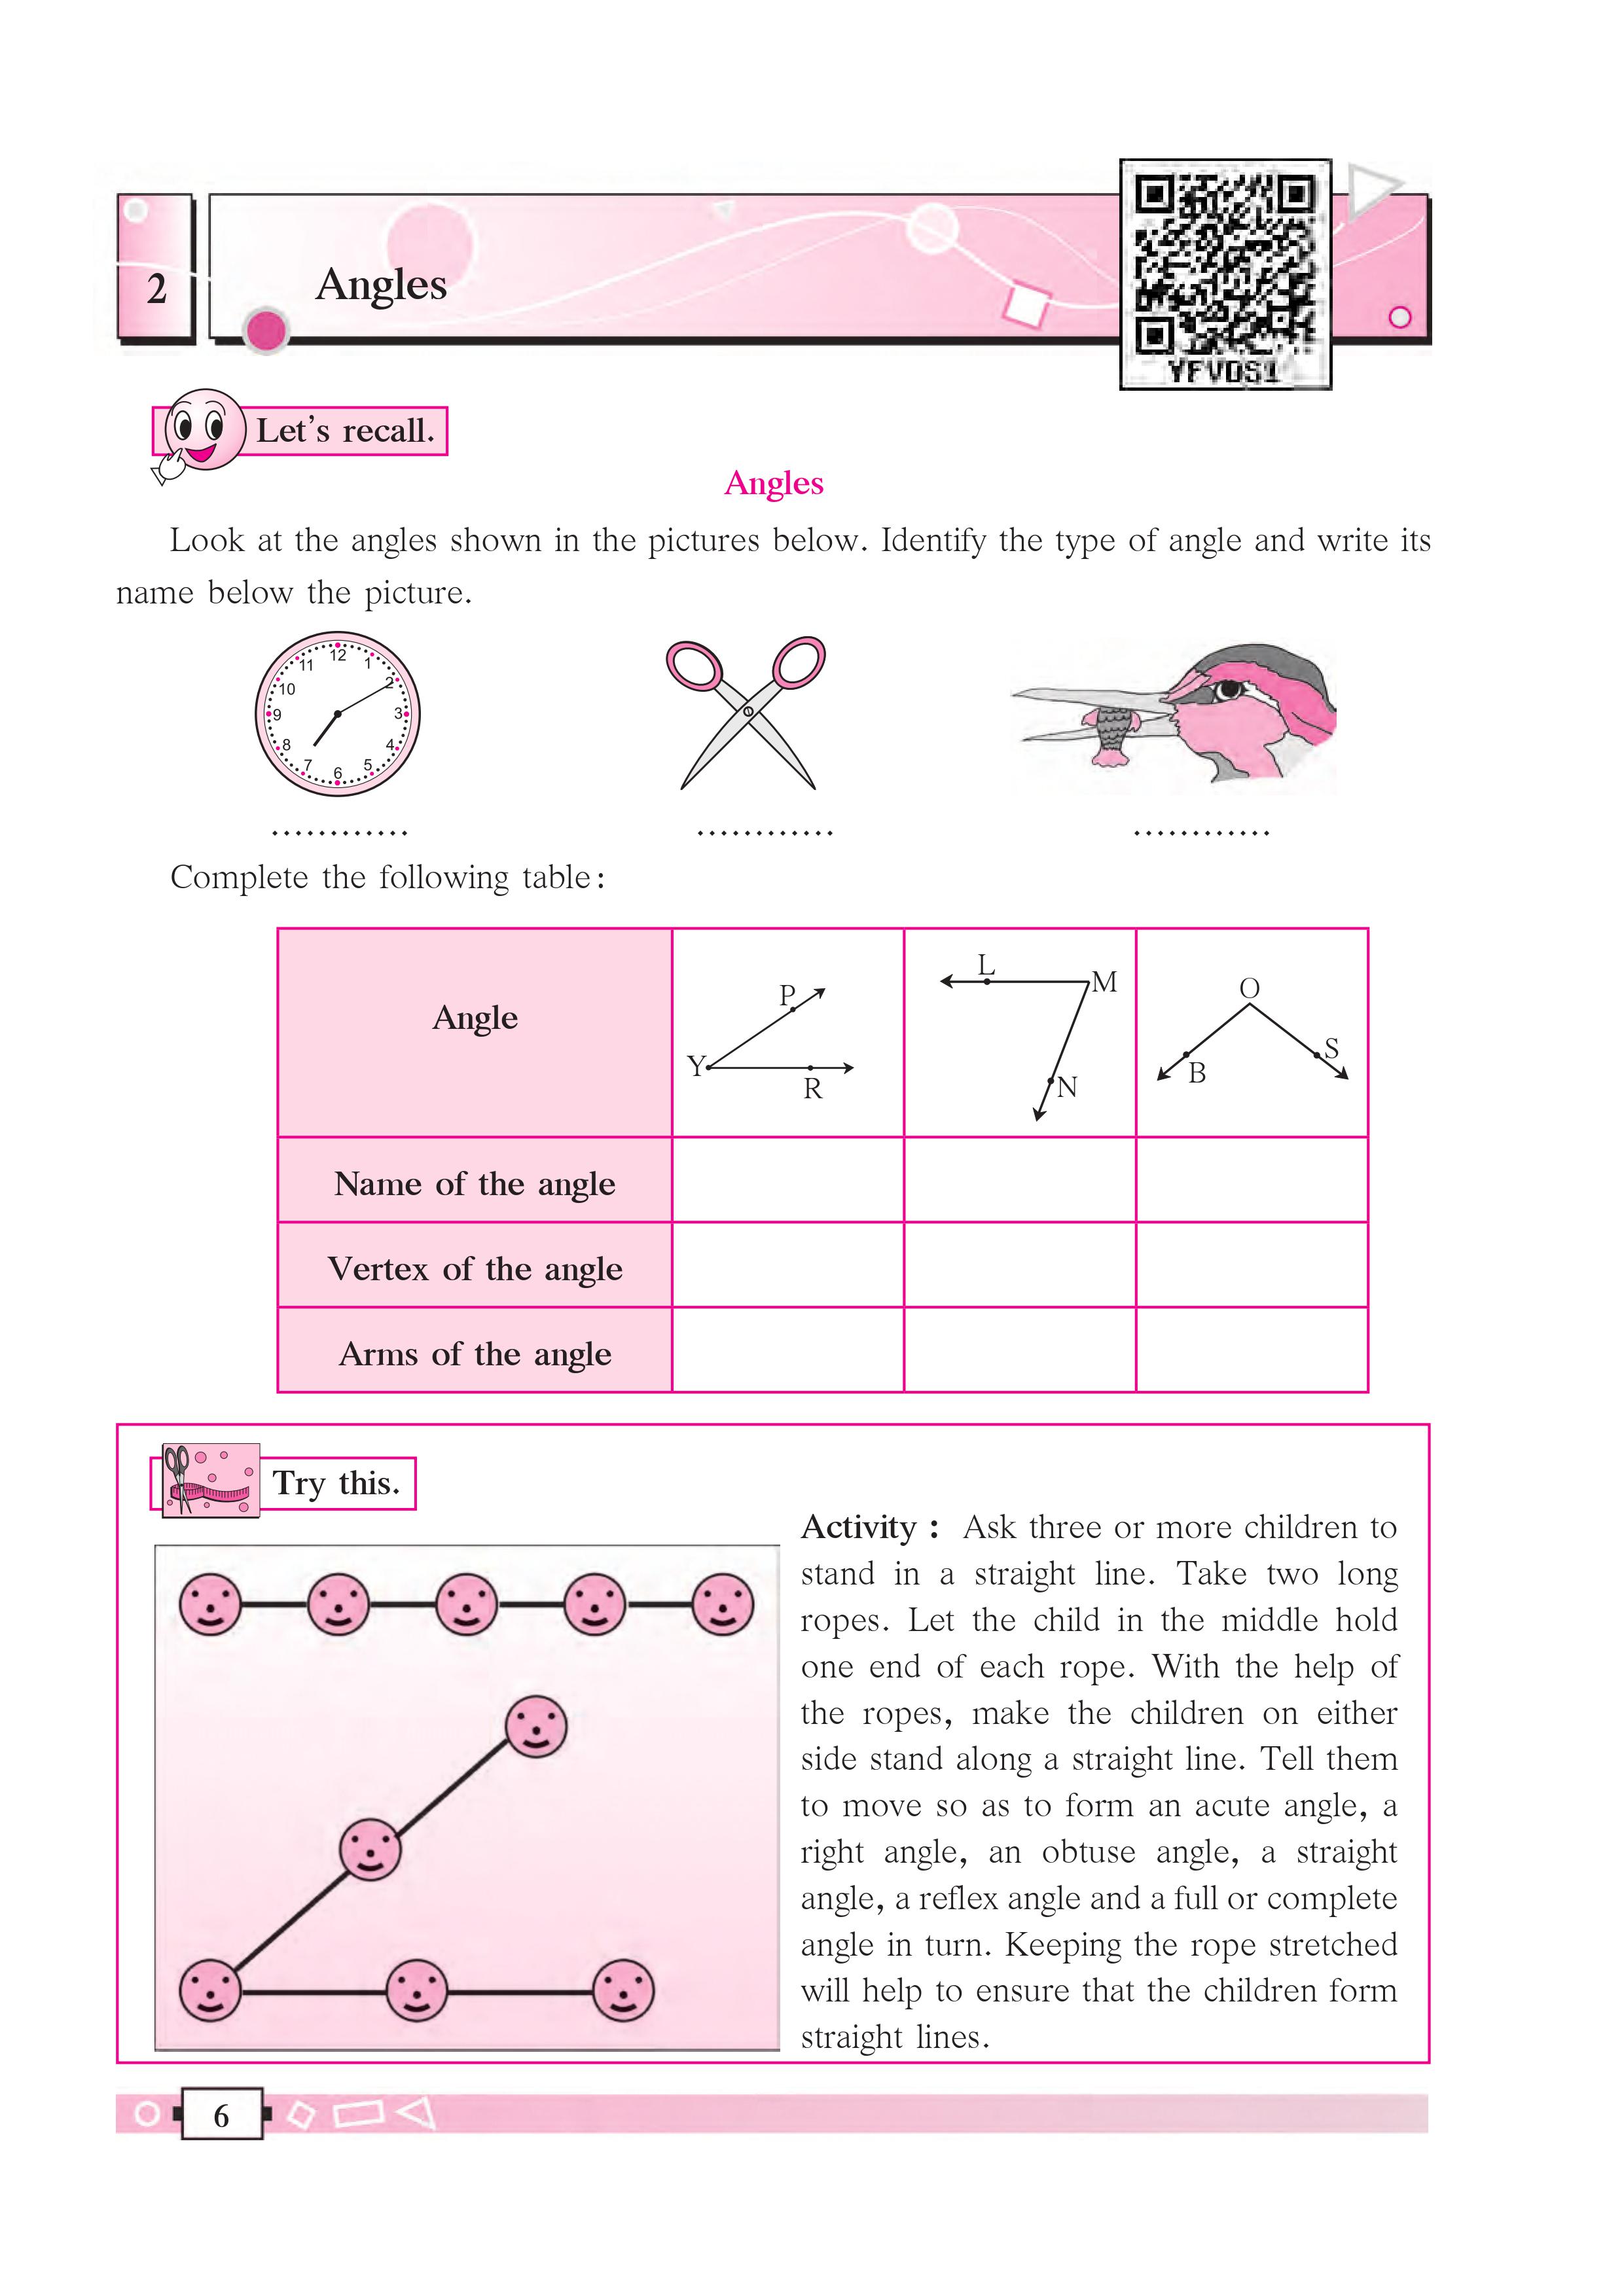 2
Angles
YFVDS1
Let's recall.
Angles
Look at the angles shown in the pictures below. Identify the type of angle and write its
name below the picture.
12
11 1
10 2
9 3
8 4
7 5
6
............ ............ ............
Complete the following table :
Angle
P
Y
R
L
M
N
O
B
S
Name of the angle
Vertex of the angle
Arms of the angle
Try this.
Activity : Ask three or more children to
stand in a straight line. Take two long
ropes. Let the child in the middle hold
one end of each rope. With the help of
the ropes, make the children on either
side stand along a straight line. Tell them
to move so as to form an acute angle, a
right angle, an obtuse angle, a straight
angle, a reflex angle and a full or complete
angle in turn. Keeping the rope stretched
will help to ensure that the children form
straight lines.
6